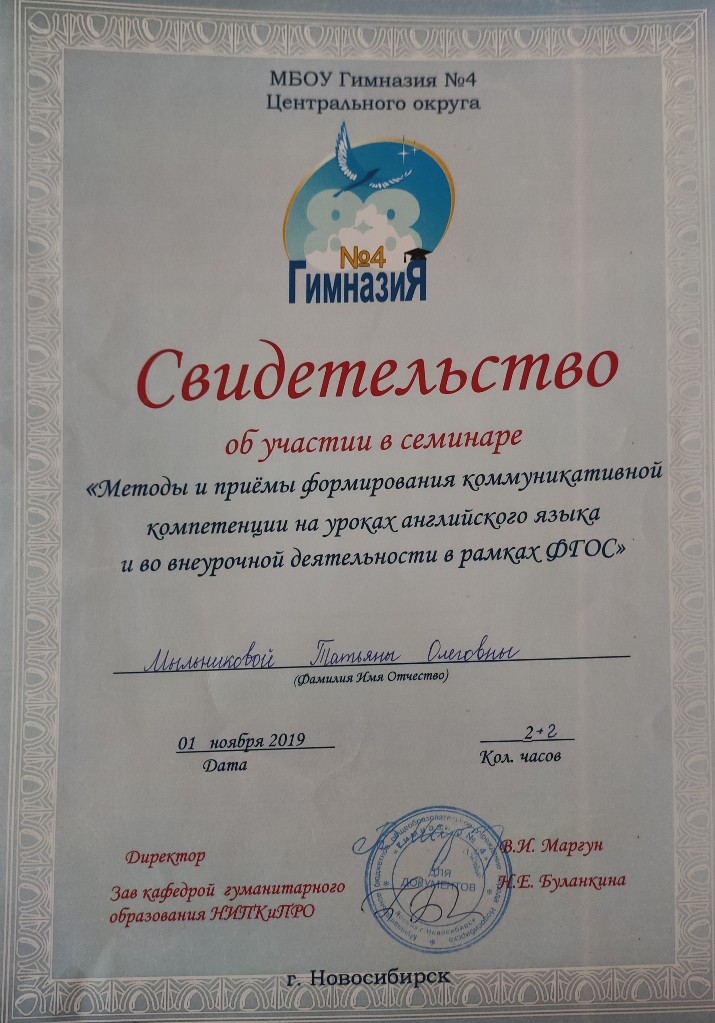 МБОУ Гимназия №4
Центрального округа
№4
Гимназия
Свидетельство
об участии в семинаре
«Методы и приёмы формирования коммуникативной
компетенции на уроках английского языка
и во внеурочной деятельности в рамках ФГОС»
Мыльниковой Татьяны Олеговны
(Фамилия Имя Отчество)
01 ноября 2019
2+2
Дата
Кол. часов
Директор
В.И. Маргун
Зав кафедрой гуманитарного
образования НИПКиПРО
Н.Е. Буланкина
ДЛЯ
ДОКУМЕНТОВ
г. Новосибирск